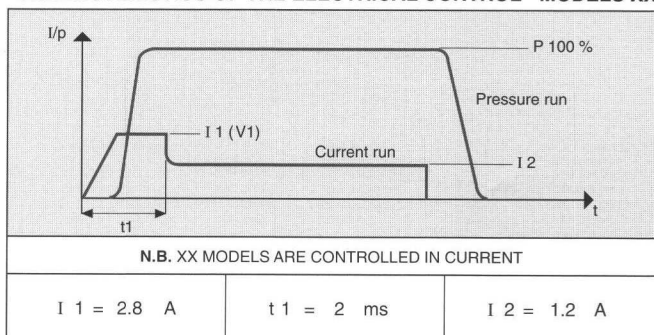 I/p
P 100 %
Pressure run
I 1 (V1)
Current run
I 2
t1
t
N.B. XX MODELS ARE CONTROLLED IN CURRENT
I 1 = 2.8 A
t 1 = 2 ms
I 2 = 1.2 A